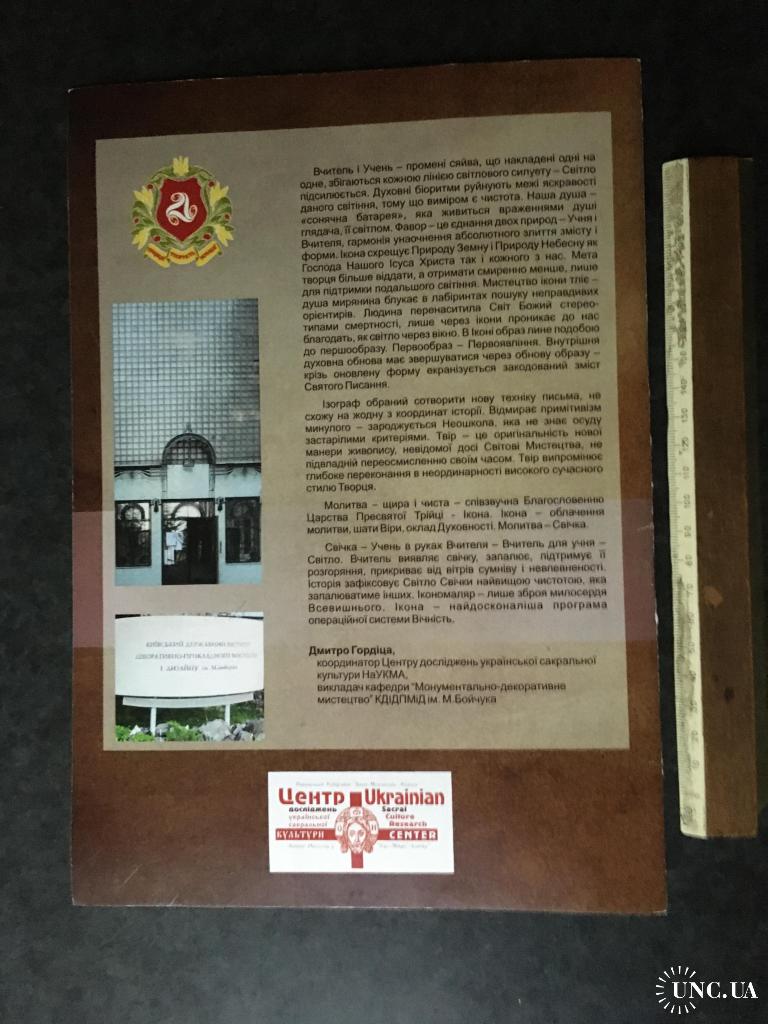 Вчитель і Учень – промені сяйва, що накладені одні на
одне, збігаються кожною лінією світлового силуету – Світло
підсилюється. Духовні біоритми руйнують межі яскравості
даного світіння, тому що виміром є чистота. Наша душа –
«сонячна батарея», яка живиться враженнями душі
глядача, її світлом. Фавор – це єднання двох природ – Учня і
Вчителя, гармонія унаочнення абсолютного злиття змісту і
форми. Ікона схрещує Природу Земну і Природу Небесну як
Господа Нашого Ісуса Христа так і кожного з нас. Мета
творця більше віддати, а отримати смиренно менше, лише
для підтримки подальшого світіння. Мистецтво ікони тліє –
душа мирянина блукає в лабіринтах пошуку неправдивих
орієнтирів. Людина перенаситила Світ Божий стерео-
типами смертності, лише через ікони проникає до нас
благодать, як світло через вікно. В Іконі образ лине подобою
до першообразу. Первообраз – Первоявління. Внутрішня
духовна обнова має звершуватися через обнову образу –
крізь оновлену форму екранізується закодований зміст
Святого Писання.
Ізограф обраний сотворити нову техніку письма, не
схожу на жодну з координат історії. Відмирає примітивізм
минулого – зароджується Неошкола, яка не знає осуду
застарілими критеріями. Твір – це оригінальність нової
манери живопису, невідомої досі Світові Мистецтва, не
підвладній переосмисленню своїм часом. Твір випромінює
глибоке переконання в неординарності високого сучасного
стилю Творця.
Молитва – щира і чиста – співзвучна Благословенню
Царства Пресвятої Трійці - Ікона. Ікона – облачення
молитви, шати Віри, оклад Духовності. Молитва – Свічка.
Свічка – Учень в руках Вчителя – Вчитель для учня –
Світло. Вчитель виявляє свічку, запалює, підтримує її
розгоряння, прикриває від вітрів сумніву і невпевненості.
Історія зафіксовує Світло Свічки найвищою чистотою, яка
запалюватиме інших. Ікономаляр – лише зброя милосердя
Всевишнього. Ікона – найдосконаліша програма
операційної системи Вічність.
Дмитро Гордіца,
координатор Центру досліджень української сакральної
культури НаУКМА,
викладач кафедри "Монументально-декоративне
мистецтво" КДІДПМіД ім. М.Бойчука
КИЇВСЬКИЙ ДЕРЖАВНИЙ
ДЕКОРАТИВНО-ПРИКЛАДНОГО
І ДИЗАЙНУ ім.
Центр Ukrainian
досліджень Sacral
української Culture
сакральної Research
культури CENTER
UNC.UA